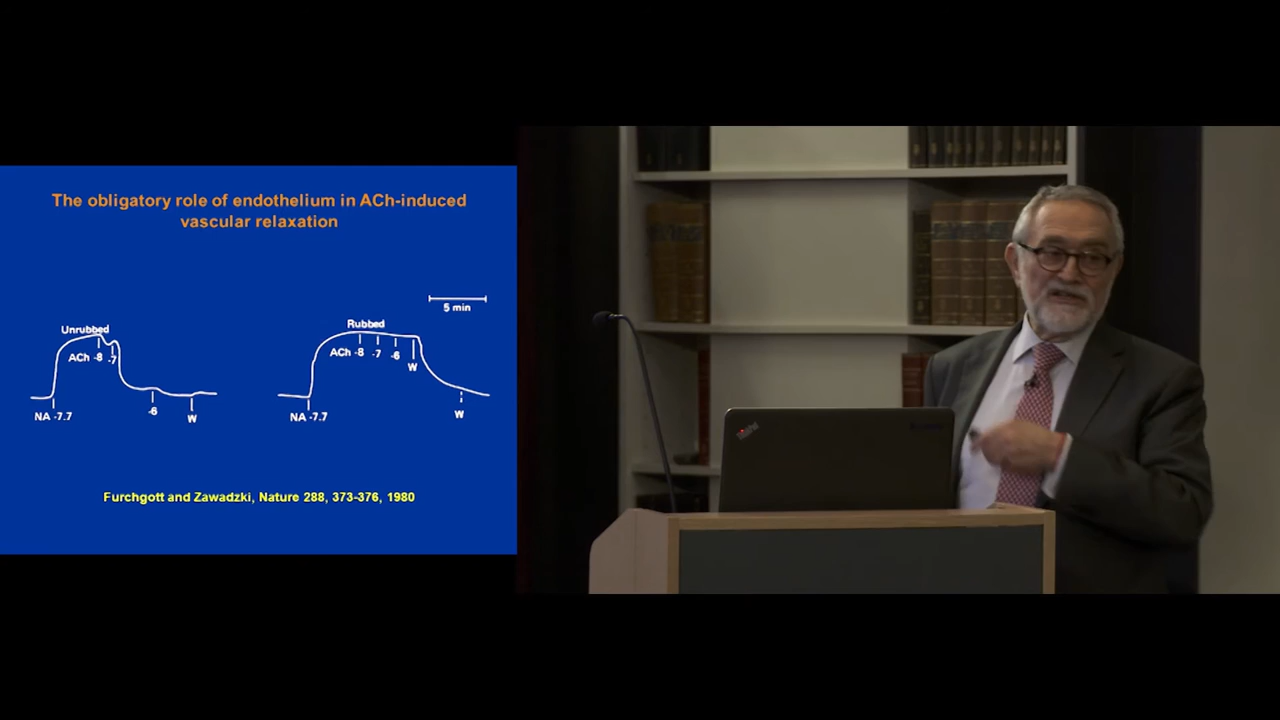 The obligatory role of endothelium in ACh-induced
vascular relaxation
5 min
Unrubbed
ACh -8 -7
NA -7.7
-6
W
Rubbed
ACh -8 -7 -6
W
NA -7.7
W
Furchgott and Zawadzki, Nature 288, 373-376, 1980